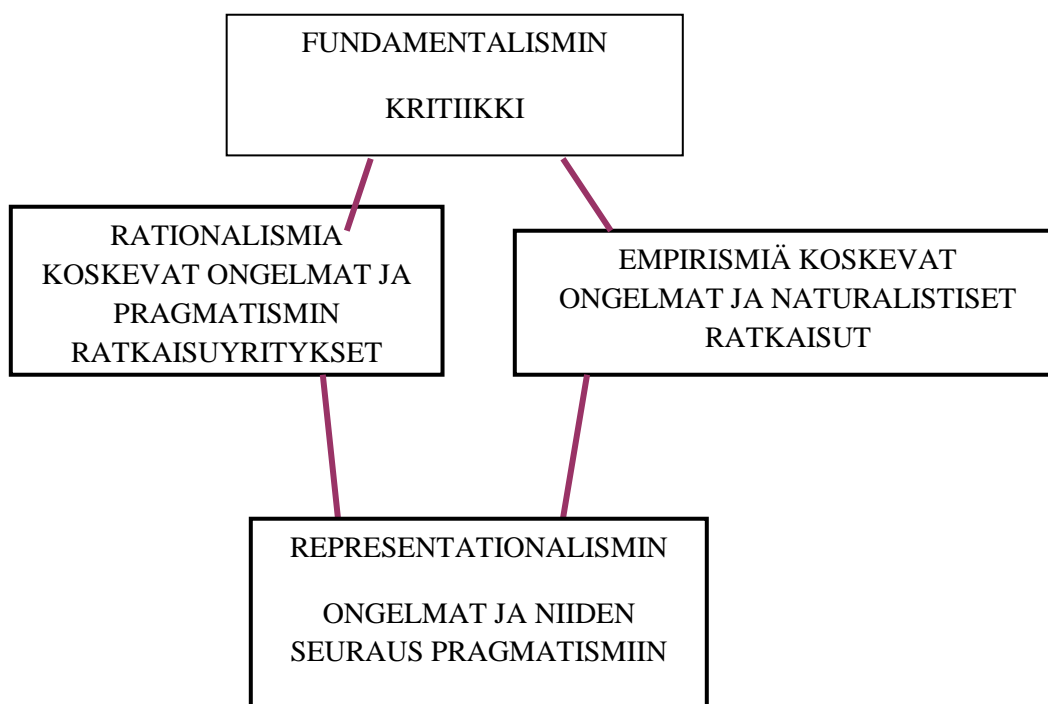 FUNDAMENTALISMIN
KRITIIKKI
RATIONALISMIA
KOSKEVAT ONGELMAT JA
PRAGMATISMIN
RATKAISUYRITYKSET
EMPIRISMIÄ KOSKEVAT
ONGELMAT JA NATURALISTISET
RATKAISUT
REPRESENTATIONALISMIN
ONGELMAT JA NIIDEN
SEURAUS PRAGMATISMIIN